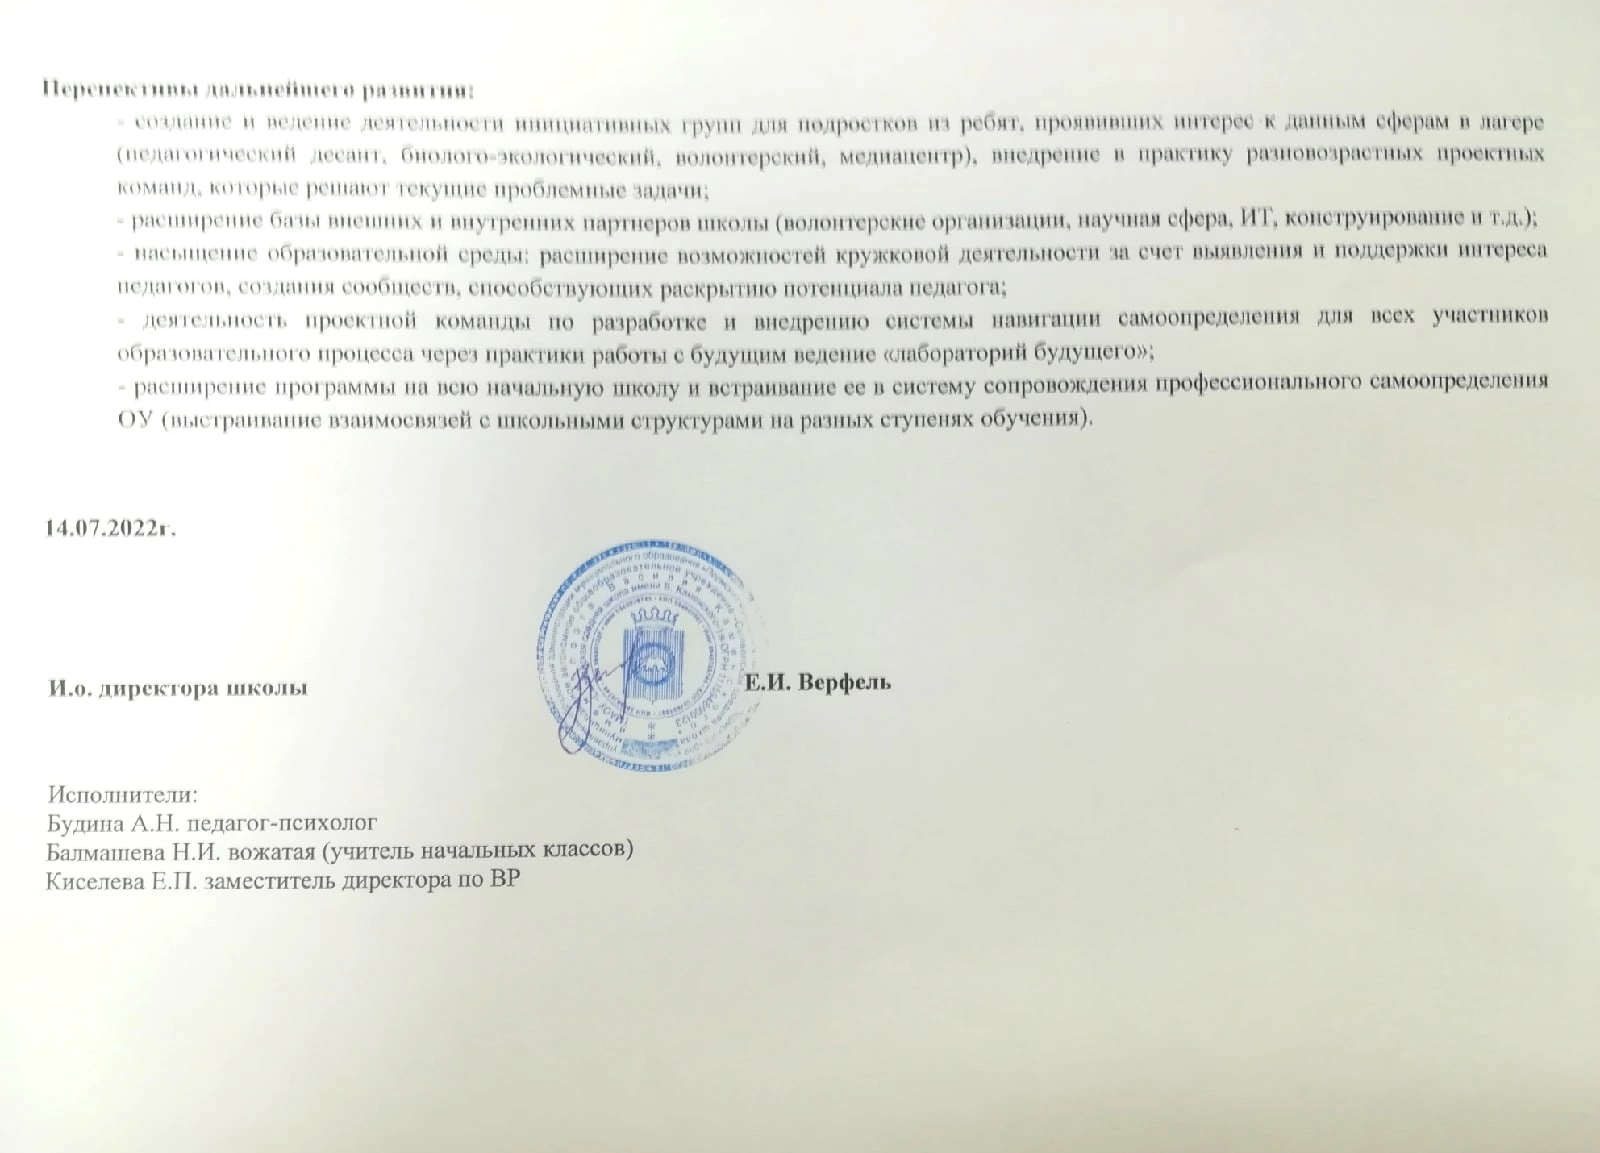 Перспективы дальнейшего развития:
- создание и ведение деятельности инициативных групп для подростков из ребят, проявивших интерес к данным сферам в лагере
(педагогический десант, биолого-экологический, волонтерский, медиацентр), внедрение в практику разновозрастных проектных
команд, которые решают текущие проблемные задачи;
- расширение базы внешних и внутренних партнеров школы (волонтерские организации, научная сфера, ИТ, конструирование и т.д.);
- насыщение образовательной среды: расширение возможностей кружковой деятельности за счет выявления и поддержки интереса
педагогов, создания сообществ, способствующих раскрытию потенциала педагога;
- деятельность проектной команды по разработке и внедрению системы навигации самоопределения для всех участников
образовательного процесса через практики работы с будущим ведение «лабораторий будущего»;
- расширение программы на всю начальную школу и встраивание ее в систему сопровождения профессионального самоопределения
ОУ (выстраивание взаимосвязей с школьными структурами на разных ступенях обучения).
14.07.2022г.
И.о. директора школы
Е.И. Верфель
Исполнители:
Будина А.Н. педагог-психолог
Балмашева Н.И. вожатая (учитель начальных классов)
Киселева Е.П. заместитель директора по ВР